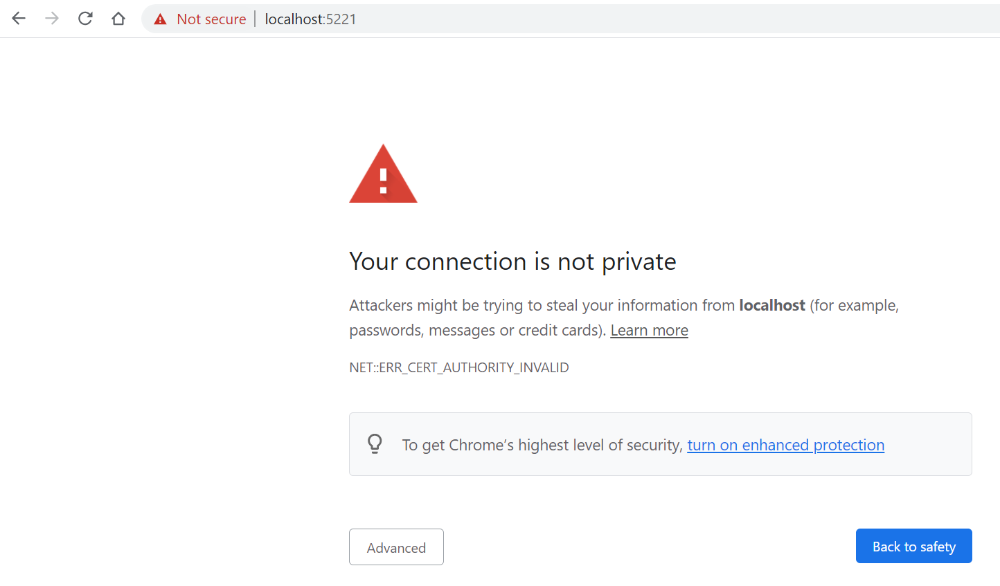 Not secure | localhost:5221
Your connection is not private
Attackers might be trying to steal your information from localhost (for example,
passwords, messages or credit cards). Learn more
NET::ERR_CERT_AUTHORITY_INVALID
To get Chrome’s highest level of security, turn on enhanced protection
Advanced
Back to safety